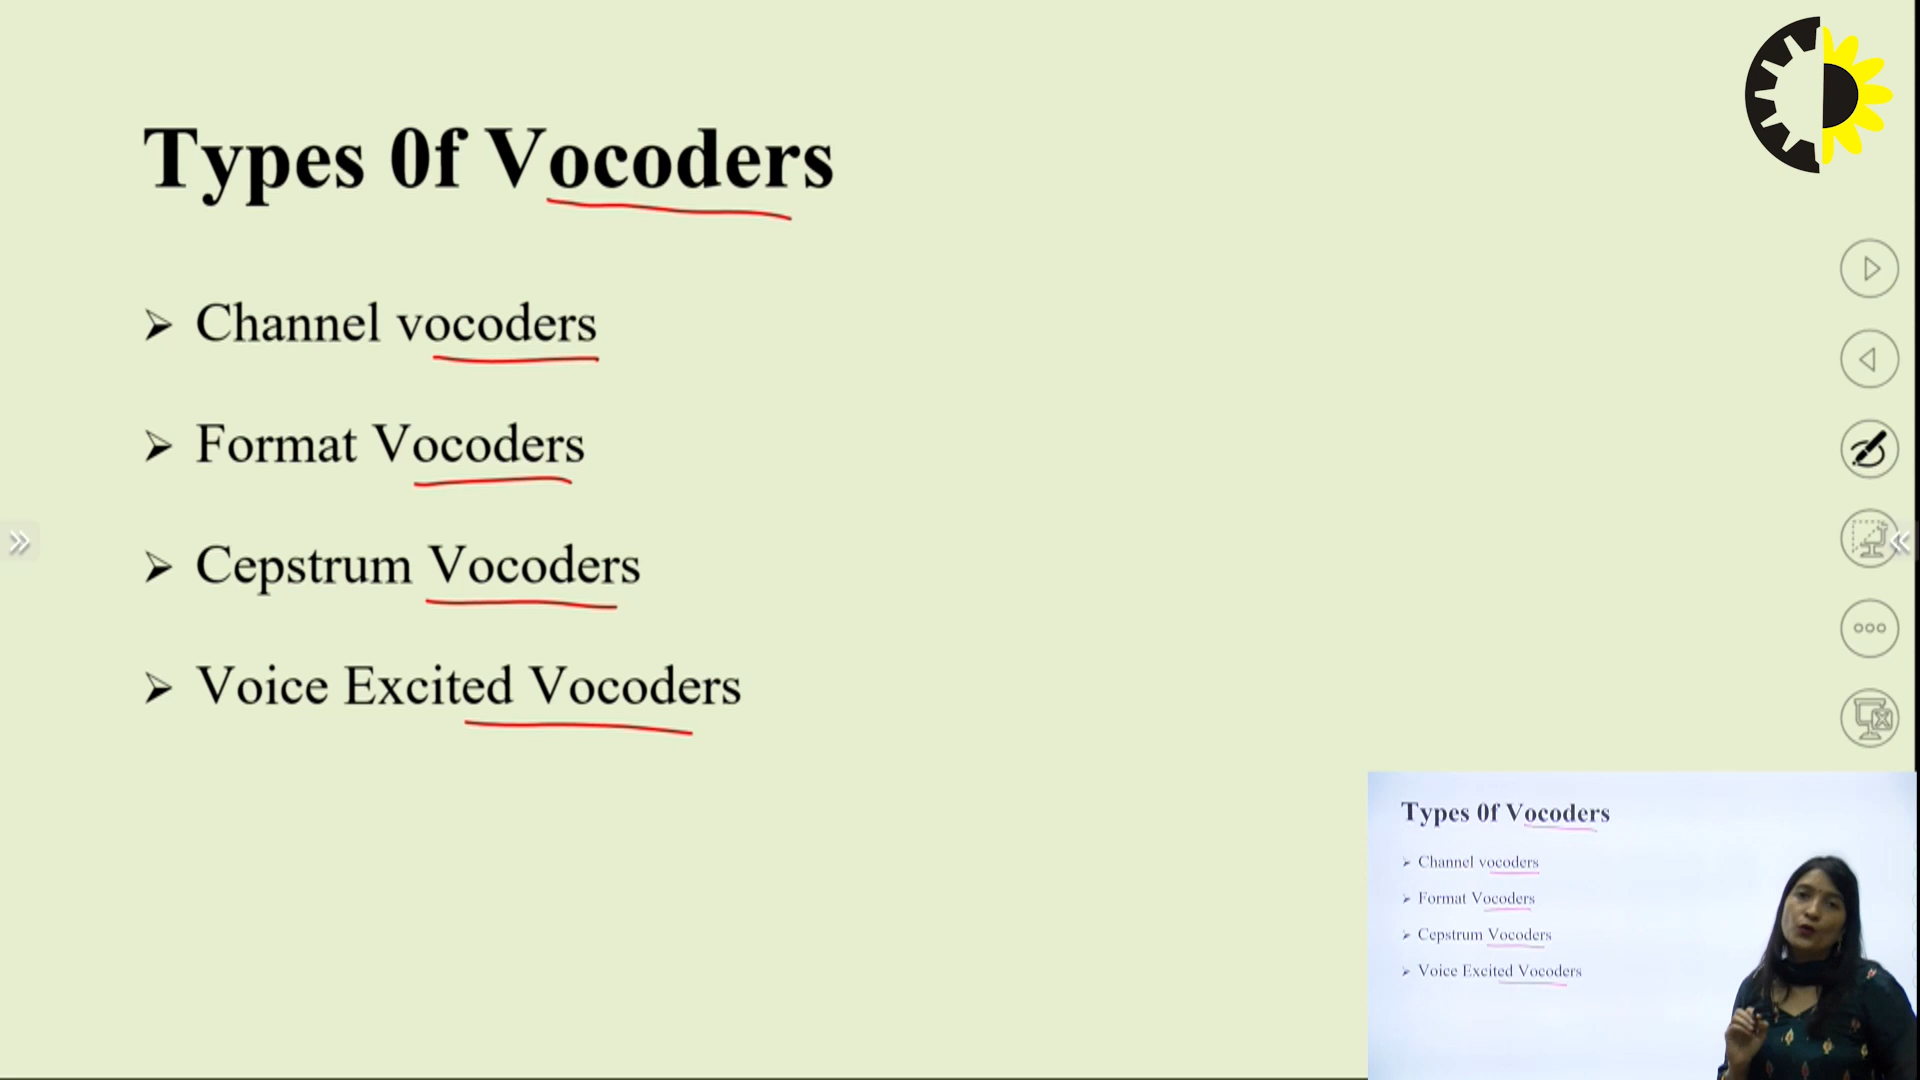 Types 0f Vocoders
➢ Channel vocoders
➢ Format Vocoders
➢ Cepstrum Vocoders
➢ Voice Excited Vocoders
Types 0f Vocoders
➢ Channel vocoders
➢ Format Vocoders
➢ Cepstrum Vocoders
➢ Voice Excited Vocoders